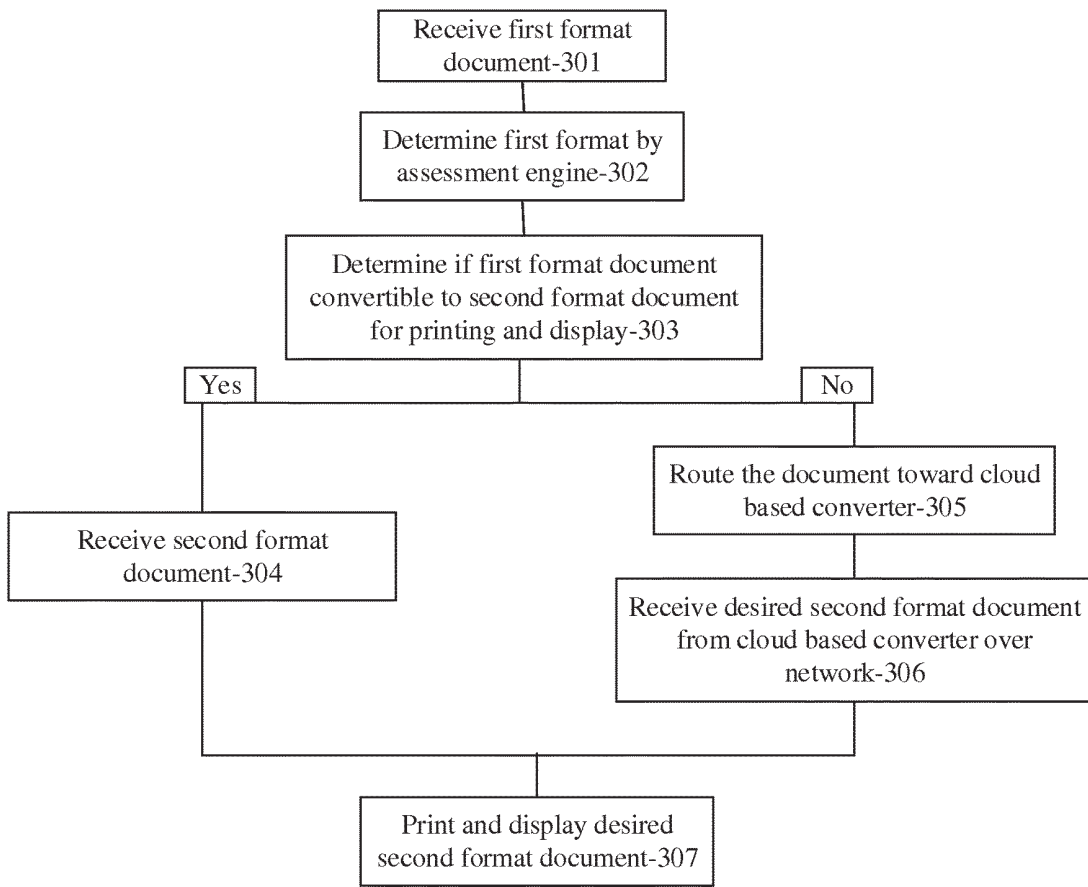 Receive first format
document-301
Determine first format by
assessment engine-302
Determine if first format document
convertible to second format document
for printing and display-303
Yes
No
Receive second format
document-304
Route the document toward cloud
based converter-305
Receive desired second format document
from cloud based converter over
network-306
Print and display desired
second format document-307